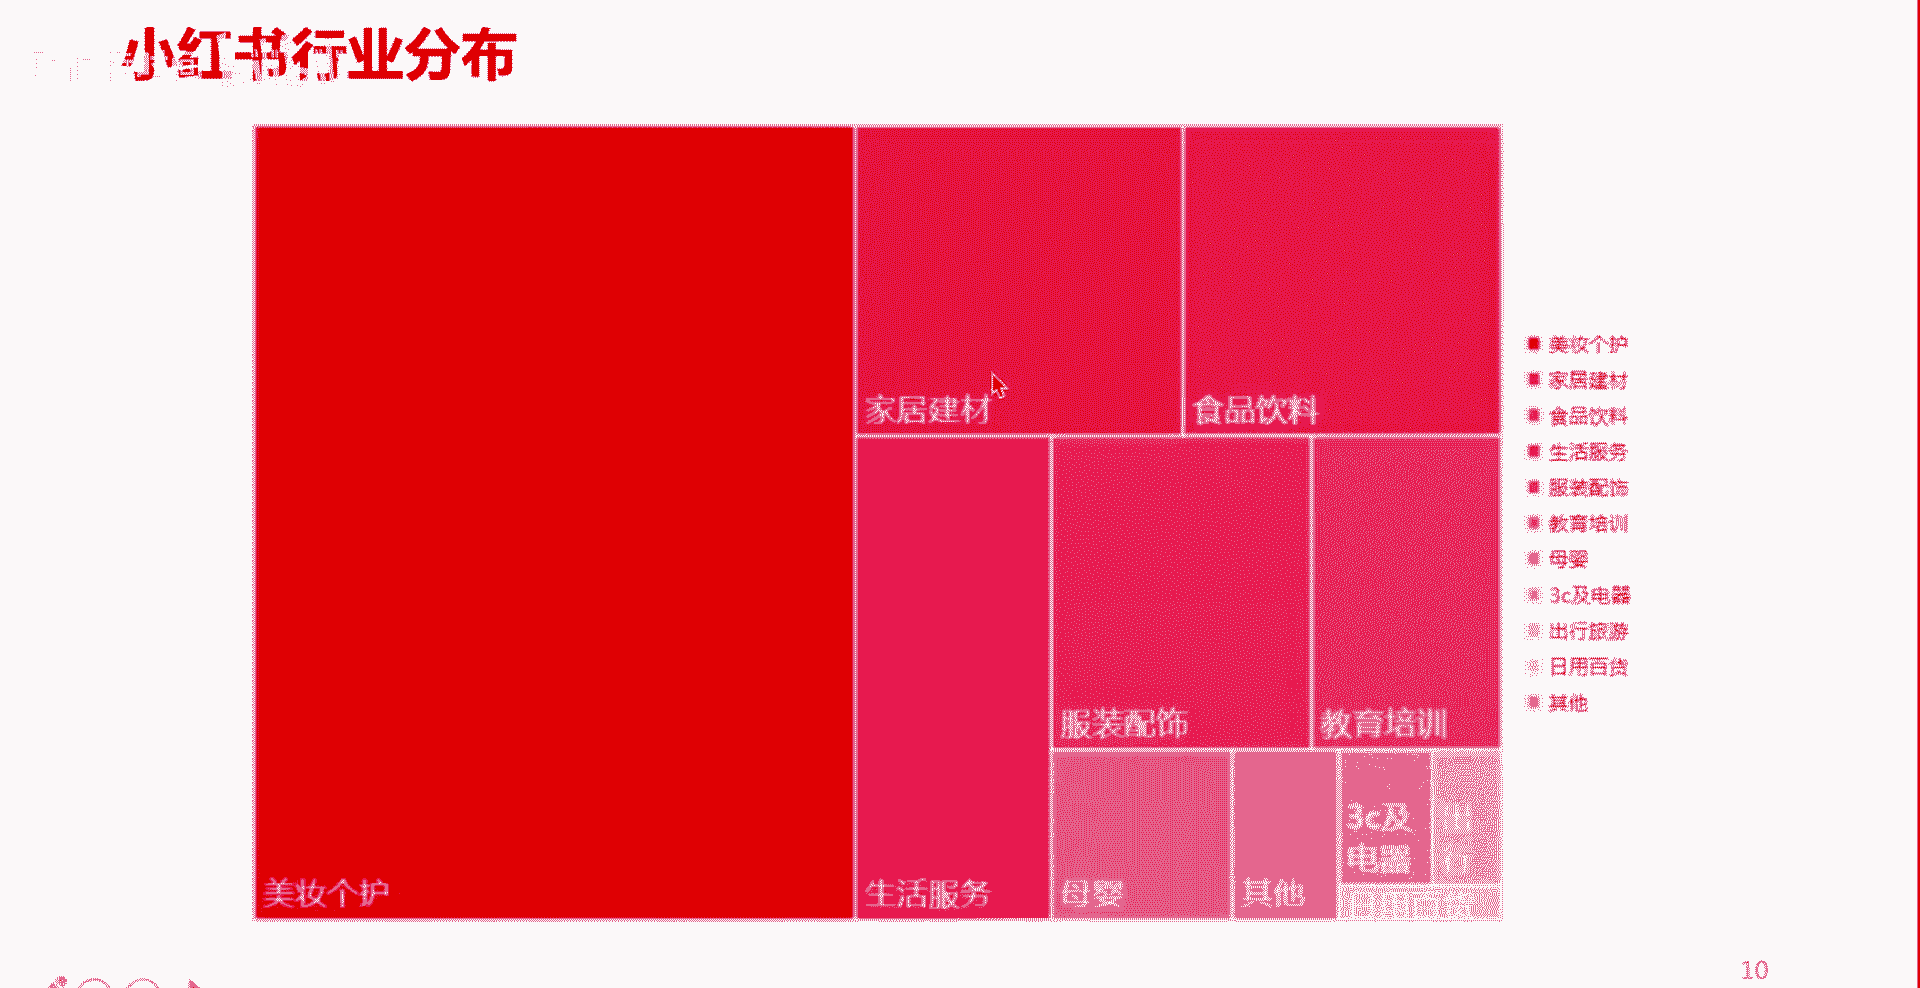 小红书行业分布
家居建材
食品饮料
服装配饰
教育培训
美妆个护
生活服务
母婴
其他
3c及
电器
出
行
美妆个护
家居建材
食品饮料
生活服务
服装配饰
教育培训
母婴
3c及电器
出行旅游
日用百货
其他
10